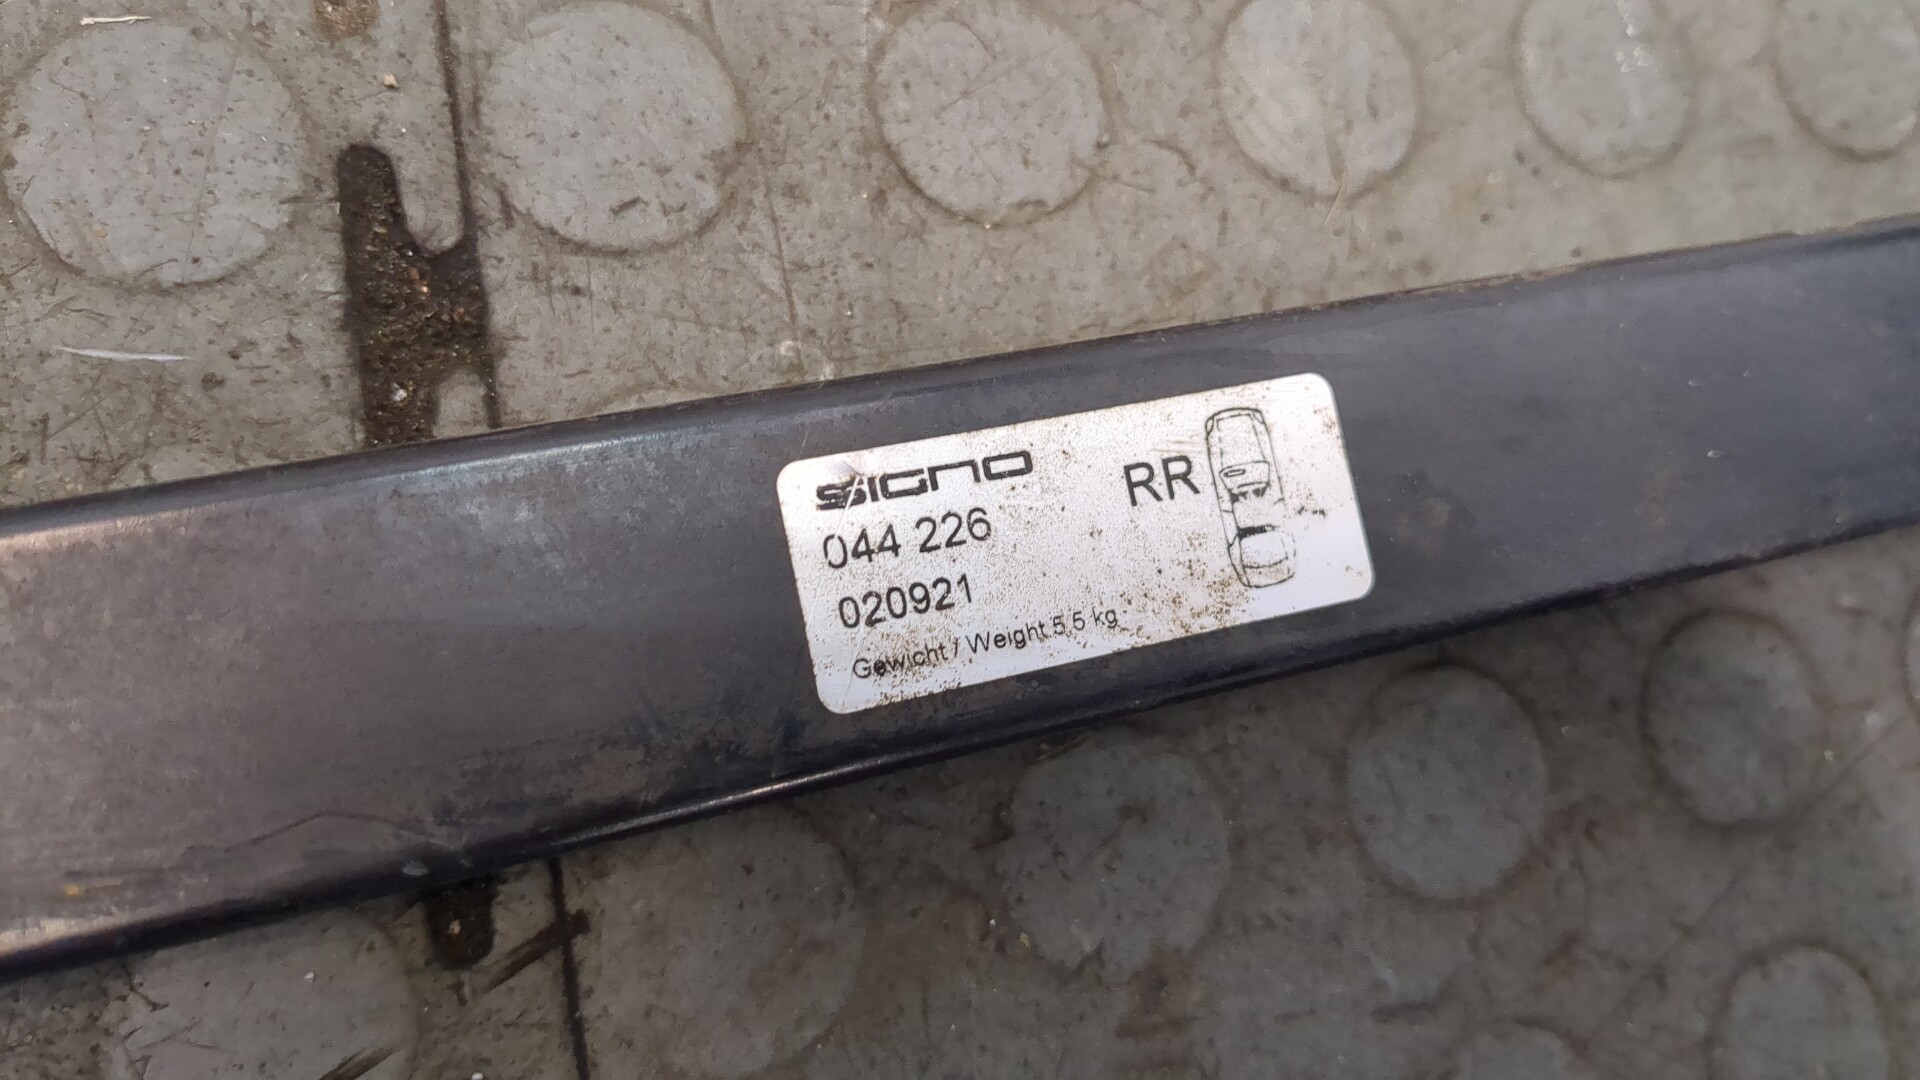 SIGNO
RR
044 226
020921
Gewicht / Weight 5.5 kg